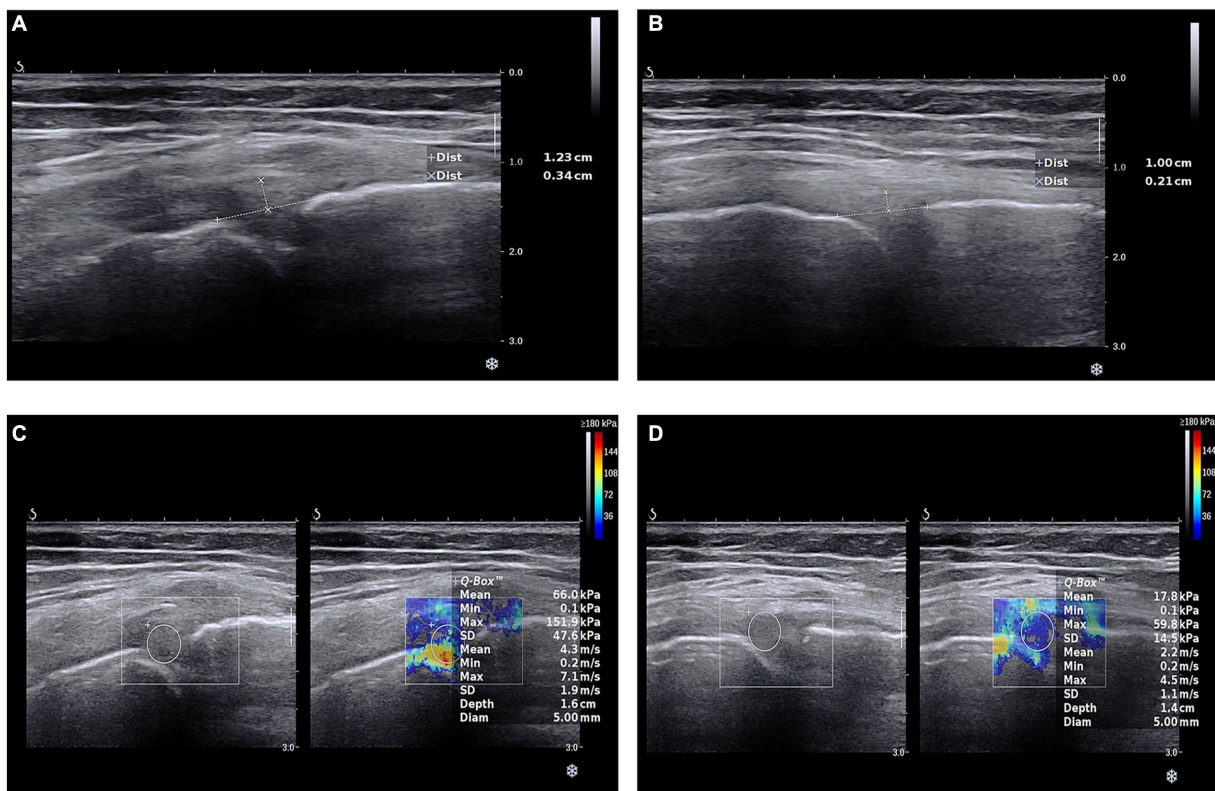 A
S
0.0
+Dist 1.23 cm
1.0
×Dist 0.34 cm
2.0
3.0
B
S
0.0
+Dist 1.00 cm
1.0
×Dist 0.21 cm
2.0
3.0
C
≥180 kPa
144
108
72
36
S
S
+Q-Box™
Mean 66.0 kPa
Min 0.1 kPa
Max 151.9 kPa
SD 47.6 kPa
Mean 4.3 m/s
Min 0.2 m/s
Max 7.1 m/s
SD 1.9 m/s
Depth 1.6 cm
Diam 5.00 mm
3.0
3.0
D
≥180 kPa
144
108
72
36
S
S
+Q-Box™
Mean 17.8 kPa
Min 0.1 kPa
Max 59.8 kPa
SD 14.5 kPa
Mean 2.2 m/s
Min 0.2 m/s
Max 4.5 m/s
SD 1.1 m/s
Depth 1.4 cm
Diam 5.00 mm
3.0
3.0